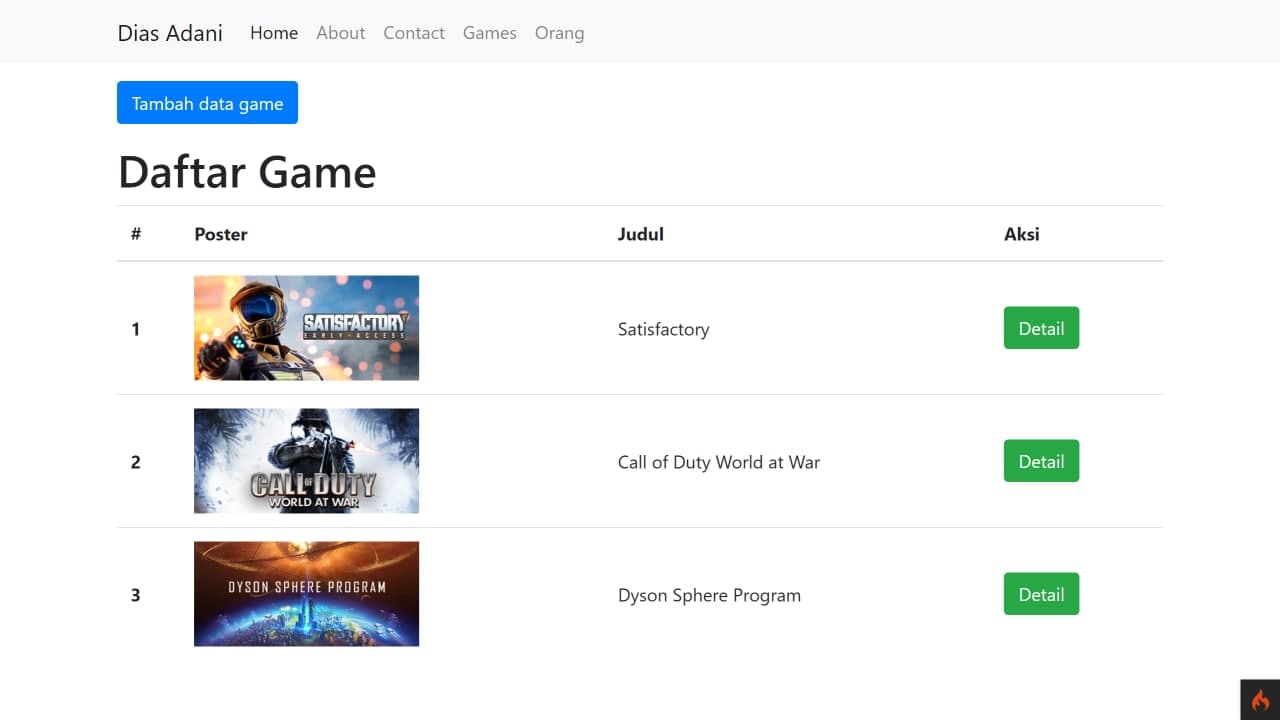 Dias Adani Home About Contact Games Orang
Tambah data game
Daftar Game
# Poster Judul Aksi
1 Satisfactory Detail
SATISFACTORY
EARLY-ACCESS
2 Call of Duty World at War Detail
CALL OF DUTY
WORLD AT WAR
3 Dyson Sphere Program Detail
DYSON SPHERE PROGRAM